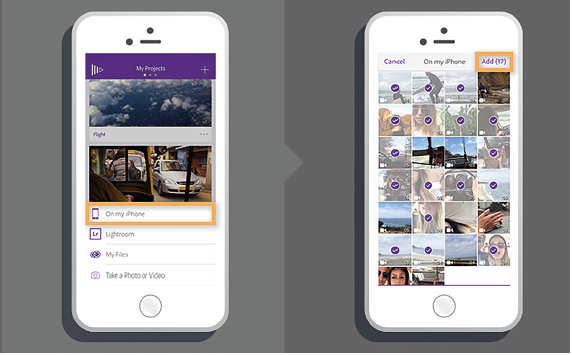 My Projects
Flight
On my iPhone
Lr Lightroom
My Files
Take a Photo or Video
Cancel On my iPhone Add (17)